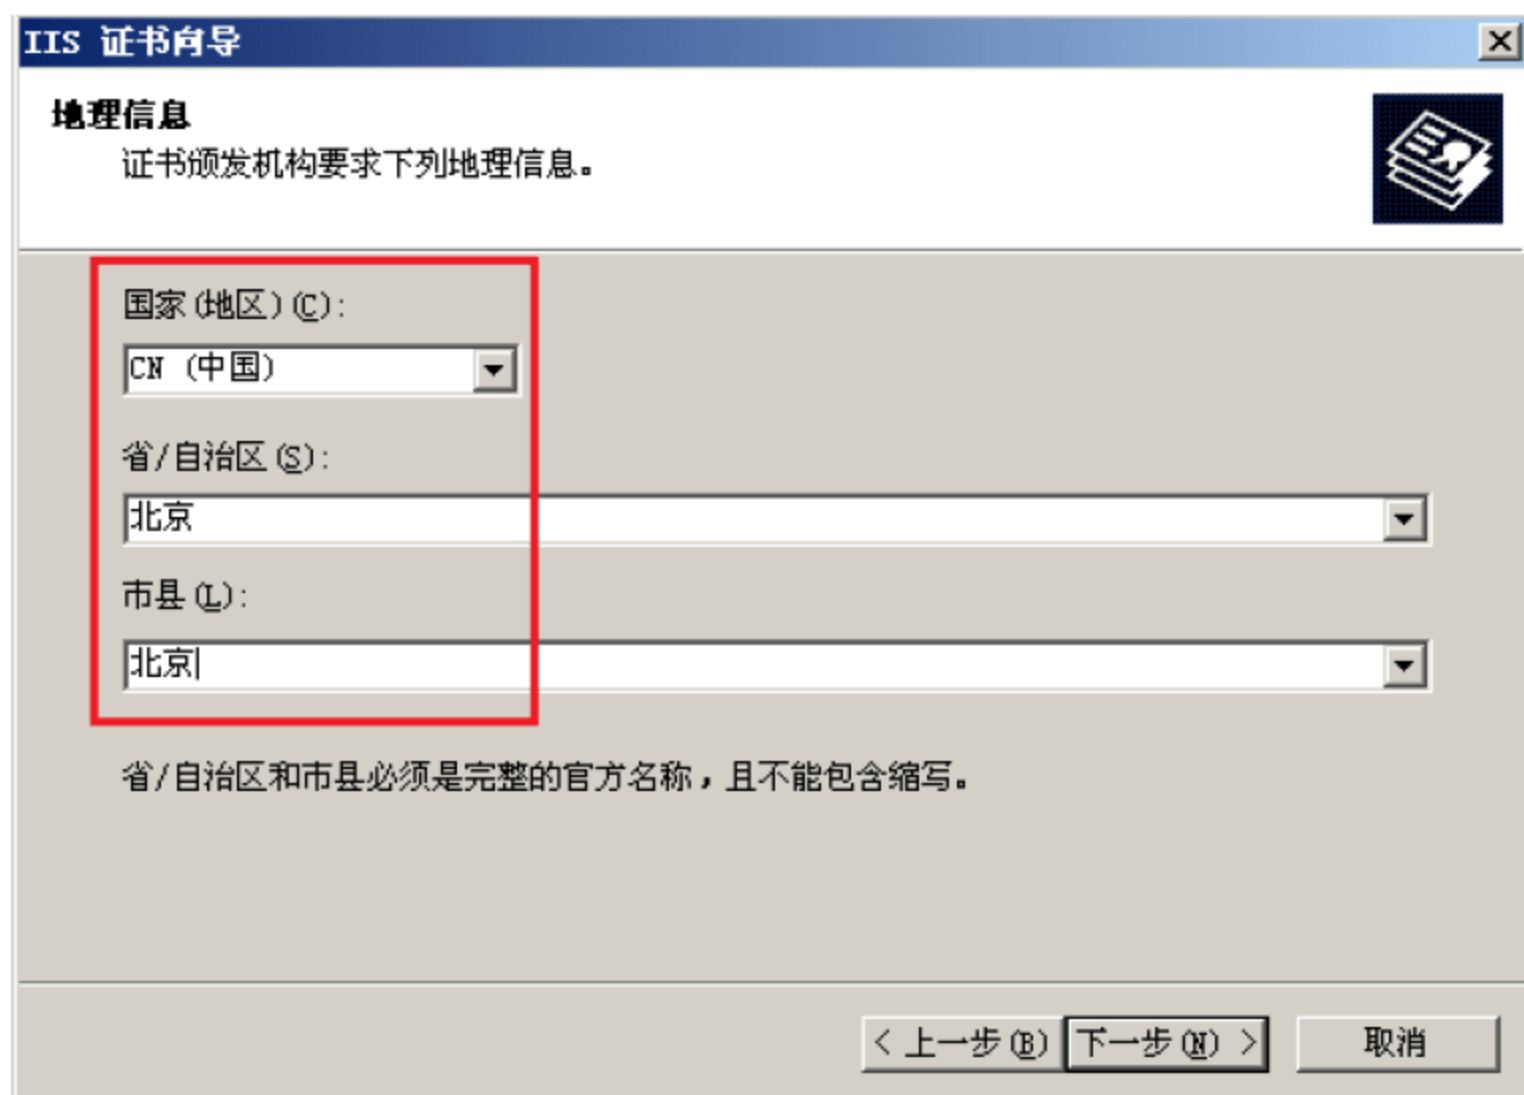 IIS 证书向导
地理信息
证书颁发机构要求下列地理信息。
国家(地区)(C):
CN (中国)
省/自治区(S):
北京
市县(L):
北京
省/自治区和市县必须是完整的官方名称，且不能包含缩写。
< 上一步(B) 下一步(N) > 取消